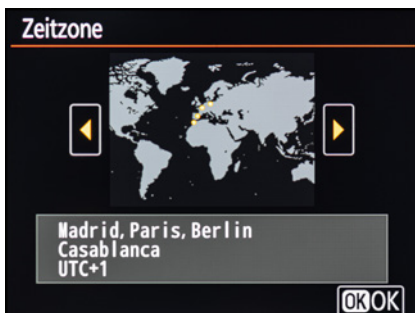 Zeitzone
Madrid, Paris, Berlin
Casablanca
UTC+1
OK OK